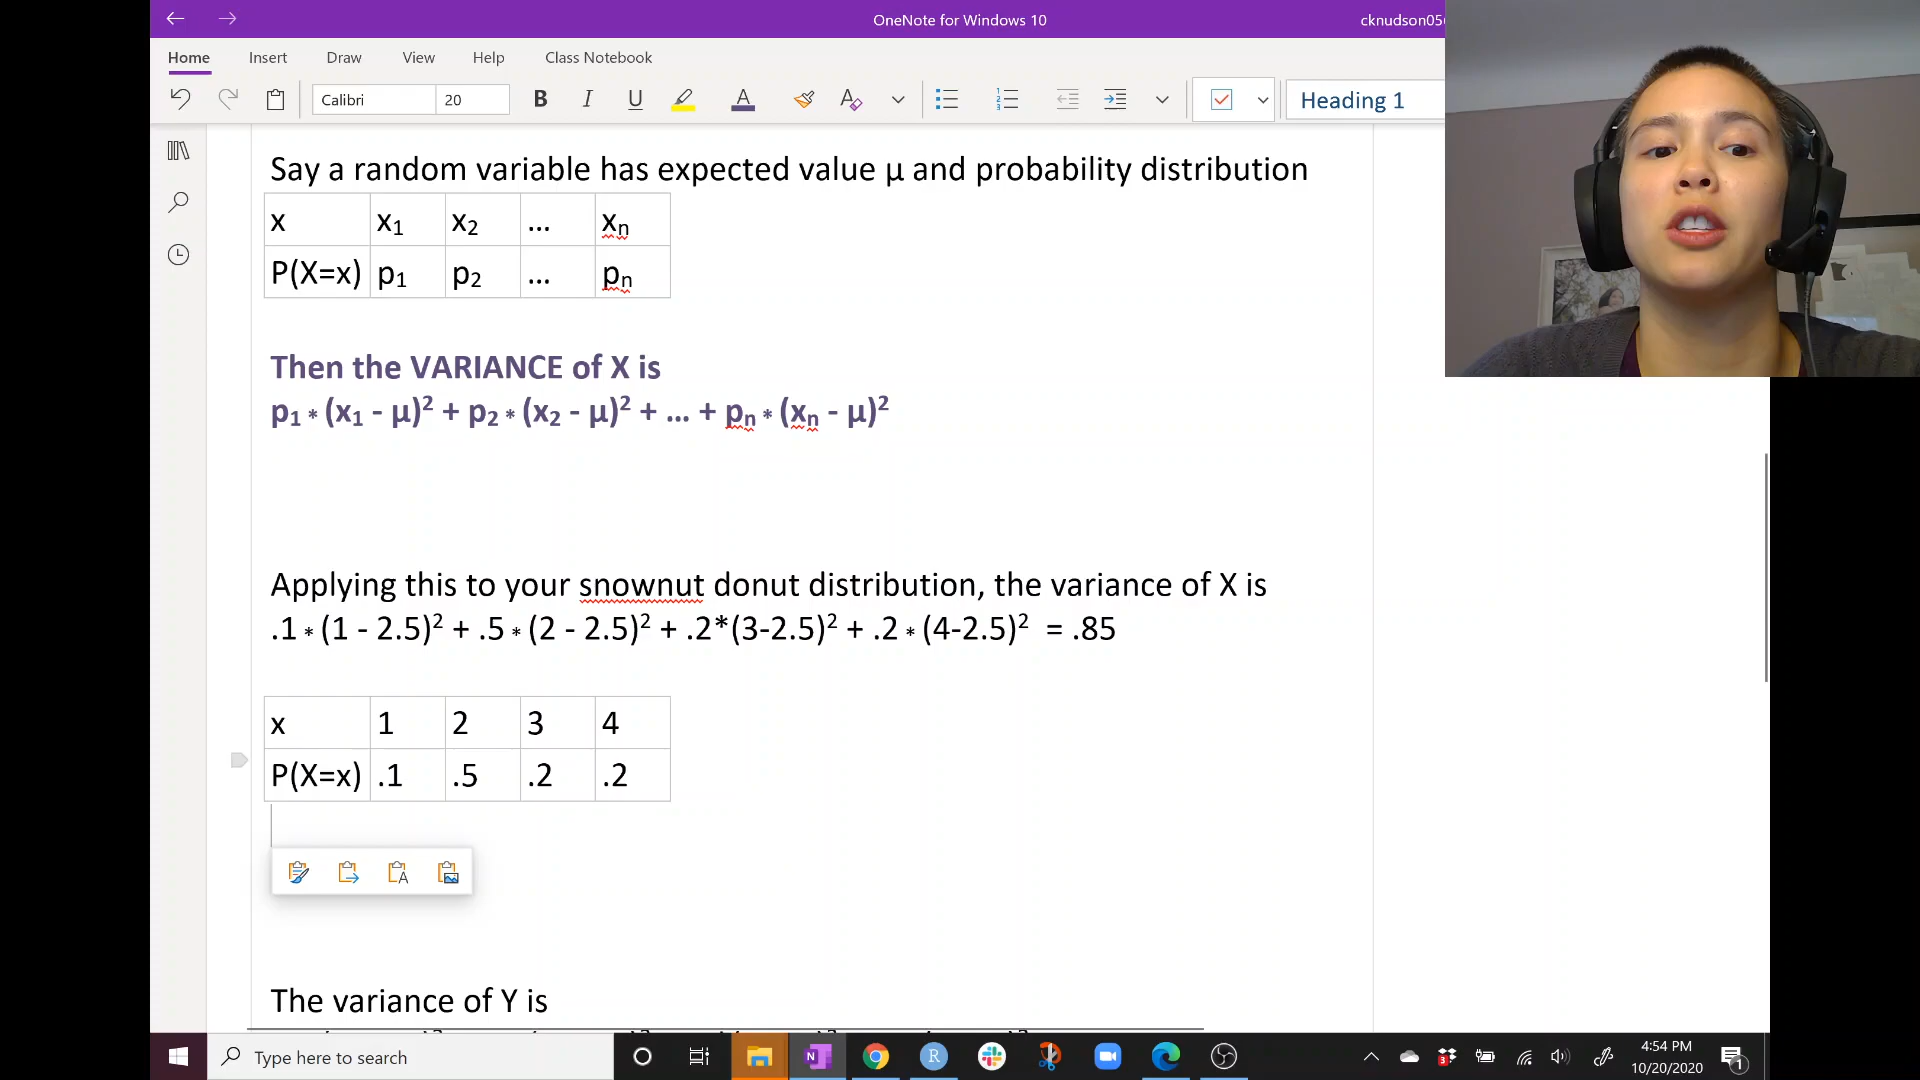 OneNote for Windows 10
cknudson05
Home Insert Draw View Help Class Notebook
Calibri 20 B I U A Heading 1
Say a random variable has expected value μ and probability distribution
x x₁ x₂ ... xₙ
P(X=x) p₁ p₂ ... pₙ
Then the VARIANCE of X is
p₁ * (x₁ - μ)² + p₂ * (x₂ - μ)² + ... + pₙ * (xₙ - μ)²
Applying this to your snownut donut distribution, the variance of X is
.1 * (1 - 2.5)² + .5 * (2 - 2.5)² + .2*(3-2.5)² + .2 * (4-2.5)² = .85
x 1 2 3 4
P(X=x) .1 .5 .2 .2
The variance of Y is
Type here to search
4:54 PM
10/20/2020